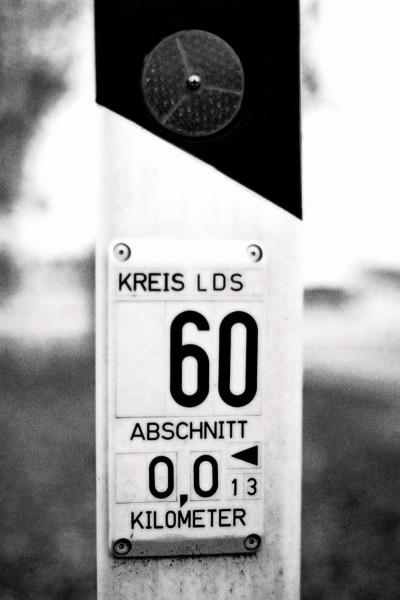 KREIS LDS
60
ABSCHNITT
0,0 13
KILOMETER